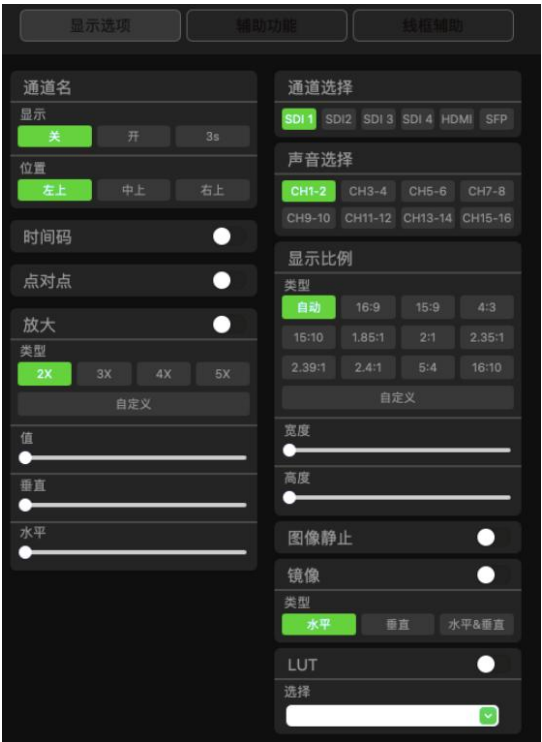 显示选项 辅助功能 线框辅助
通道名
显示
关 开 3s
位置
左上 中上 右上
时间码
点对点
放大
类型
2X 3X 4X 5X
自定义
值
垂直
水平
通道选择
SDI 1 SDI2 SDI 3 SDI 4 HDMI SFP
声音选择
CH1-2 CH3-4 CH5-6 CH7-8
CH9-10 CH11-12 CH13-14 CH15-16
显示比例
类型
自动 16:9 15:9 4:3
15:10 1.85:1 2:1 2.35:1
2.39:1 2.4:1 5:4 16:10
自定义
宽度
高度
图像静止
镜像
类型
水平 垂直 水平&垂直
LUT
选择